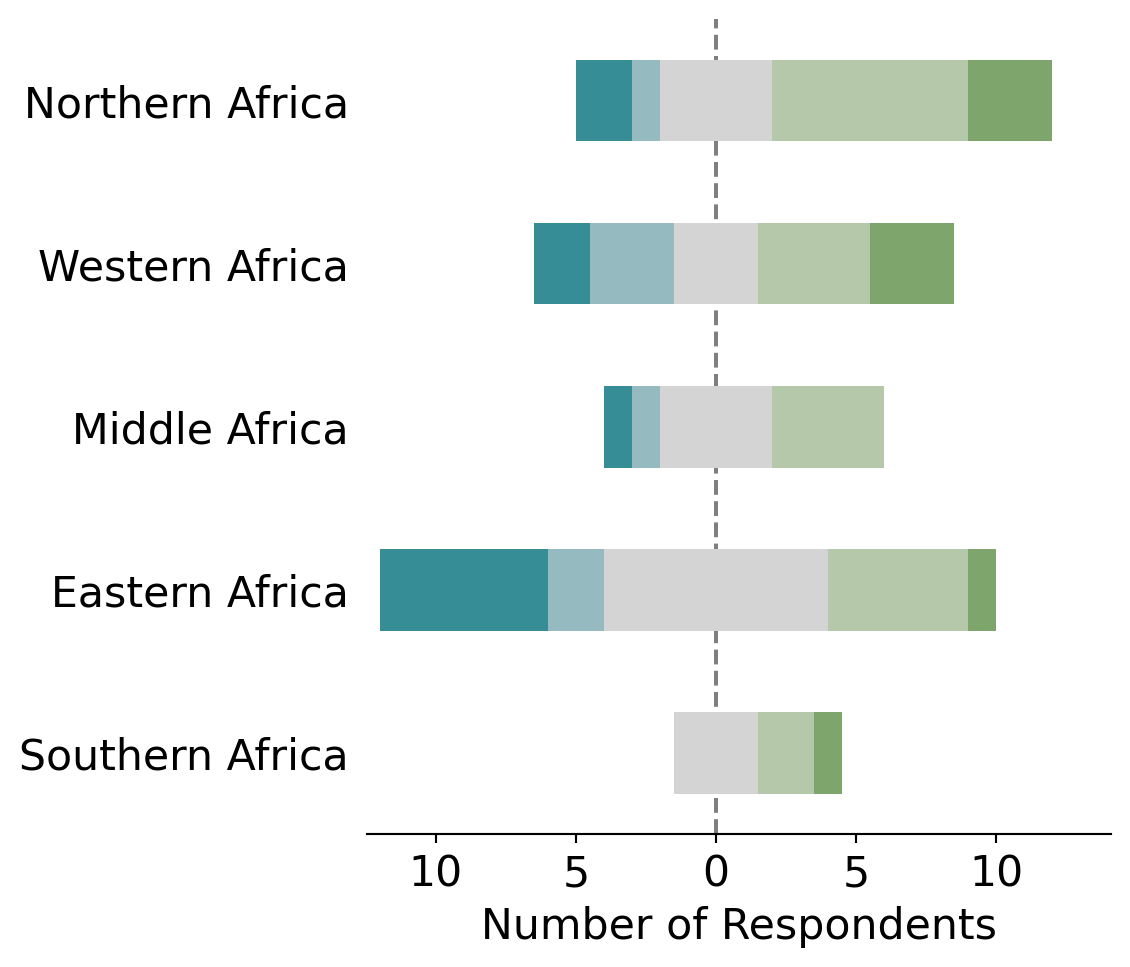 Northern Africa
Western Africa
Middle Africa
Eastern Africa
Southern Africa
10 5 0 5 10
Number of Respondents